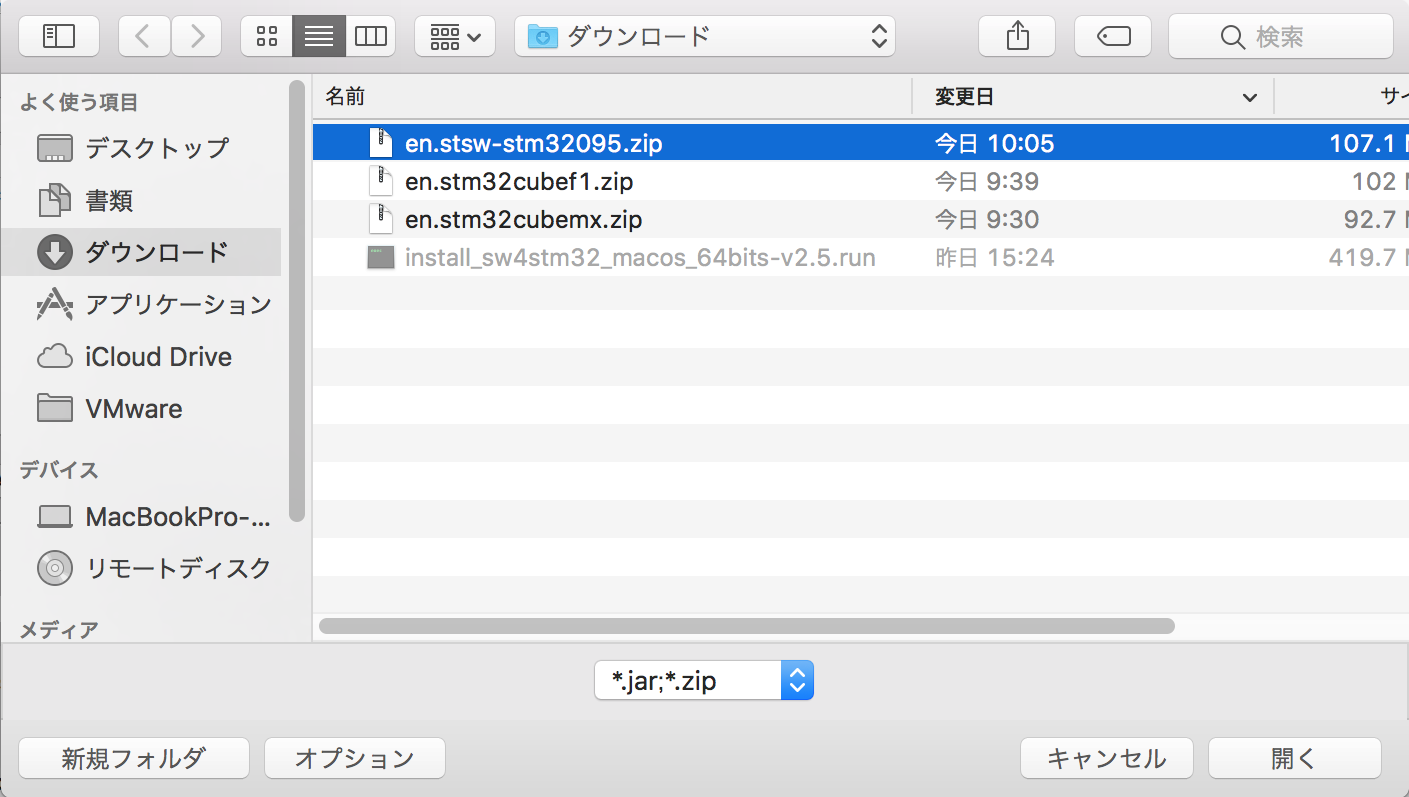 ダウンロード
検索
よく使う項目
デスクトップ
書類
ダウンロード
アプリケーション
iCloud Drive
VMware
デバイス
MacBookPro-...
リモートディスク
メディア
名前 変更日 サイ
en.stsw-stm32095.zip 今日 10:05 107.1
en.stm32cubef1.zip 今日 9:39 102
en.stm32cubemx.zip 今日 9:30 92.7
install_sw4stm32_macos_64bits-v2.5.run 昨日 15:24 419.7
*.jar;*.zip
新規フォルダ オプション キャンセル 開く